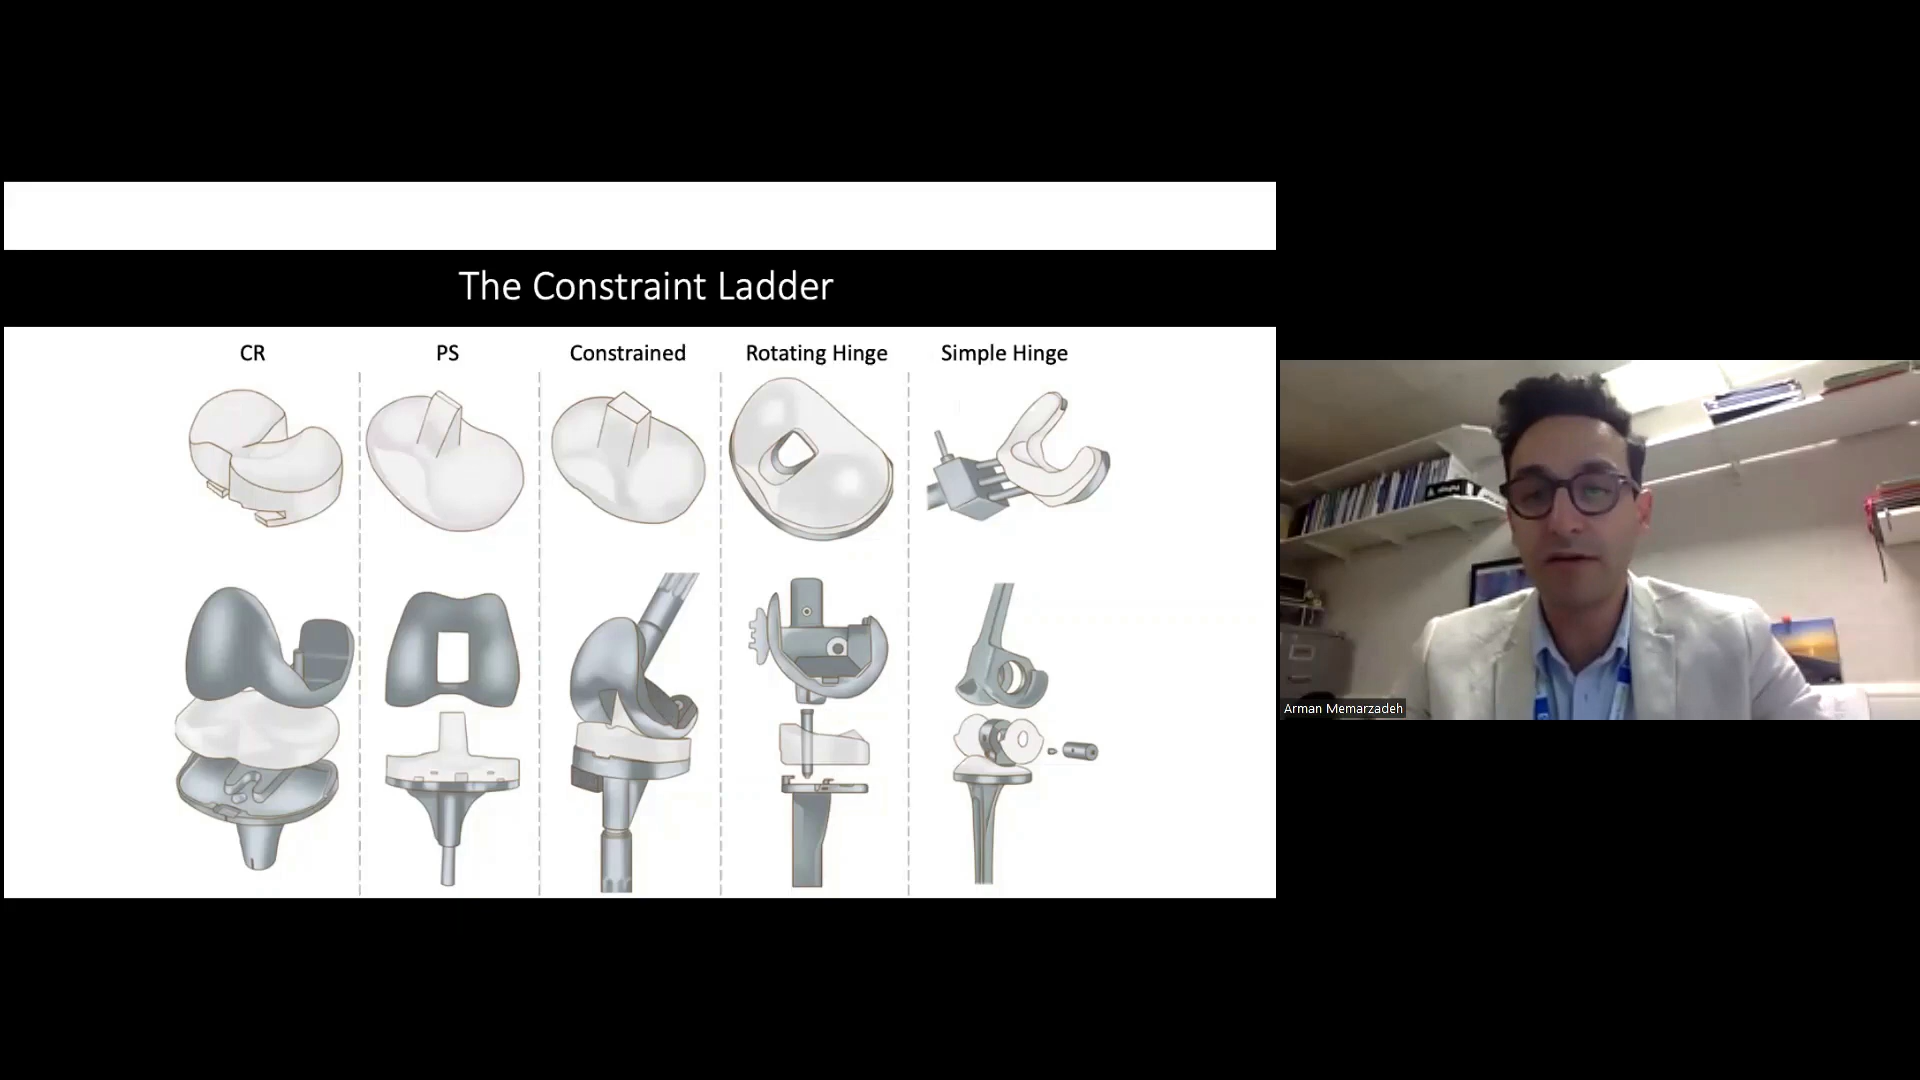 The Constraint Ladder
CR
PS
Constrained
Rotating Hinge
Simple Hinge
Arman Memarzadeh